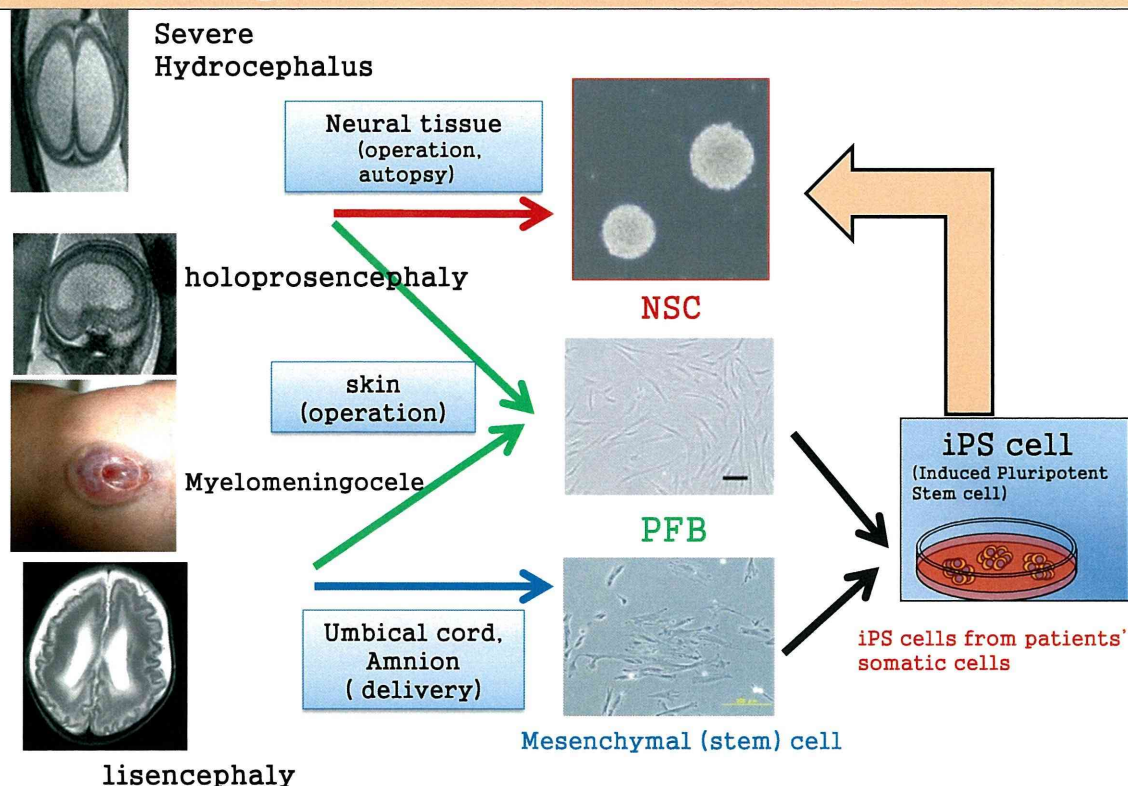 Severe
Hydrocephalus
Neural tissue
(operation,
autopsy)
holoprosencephaly
NSC
skin
(operation)
Myelomeningocele
PFB
iPS cell
(Induced Pluripotent
Stem cell)
Umbical cord,
Amnion
( delivery)
iPS cells from patients'
somatic cells
Mesenchymal (stem) cell
lisencephaly